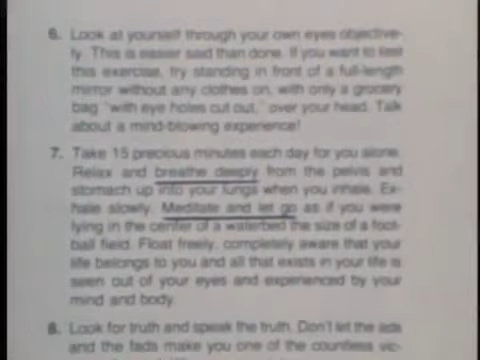 6. Look at yourself through your own eyes objective-
ly. This is easier said than done. If you want to test
this exercise, try standing in front of a full-length
mirror without any clothes on, with only a grocery
bag "with eye holes cut out," over your head. Talk
about a mind-blowing experience!
7. Take 15 precious minutes each day for you alone.
Relax and breathe deeply from the pelvis and
stomach up into your lungs when you inhale. Ex-
hale slowly. Meditate and let go as if you were
lying in the center of a waterbed the size of a foot-
ball field. Float freely, completely aware that your
life belongs to you and all that exists in your life is
seen out of your eyes and experienced by your
mind and body.
8. Look for truth and speak the truth. Don't let the ads
and the fads make you one of the countless vic-